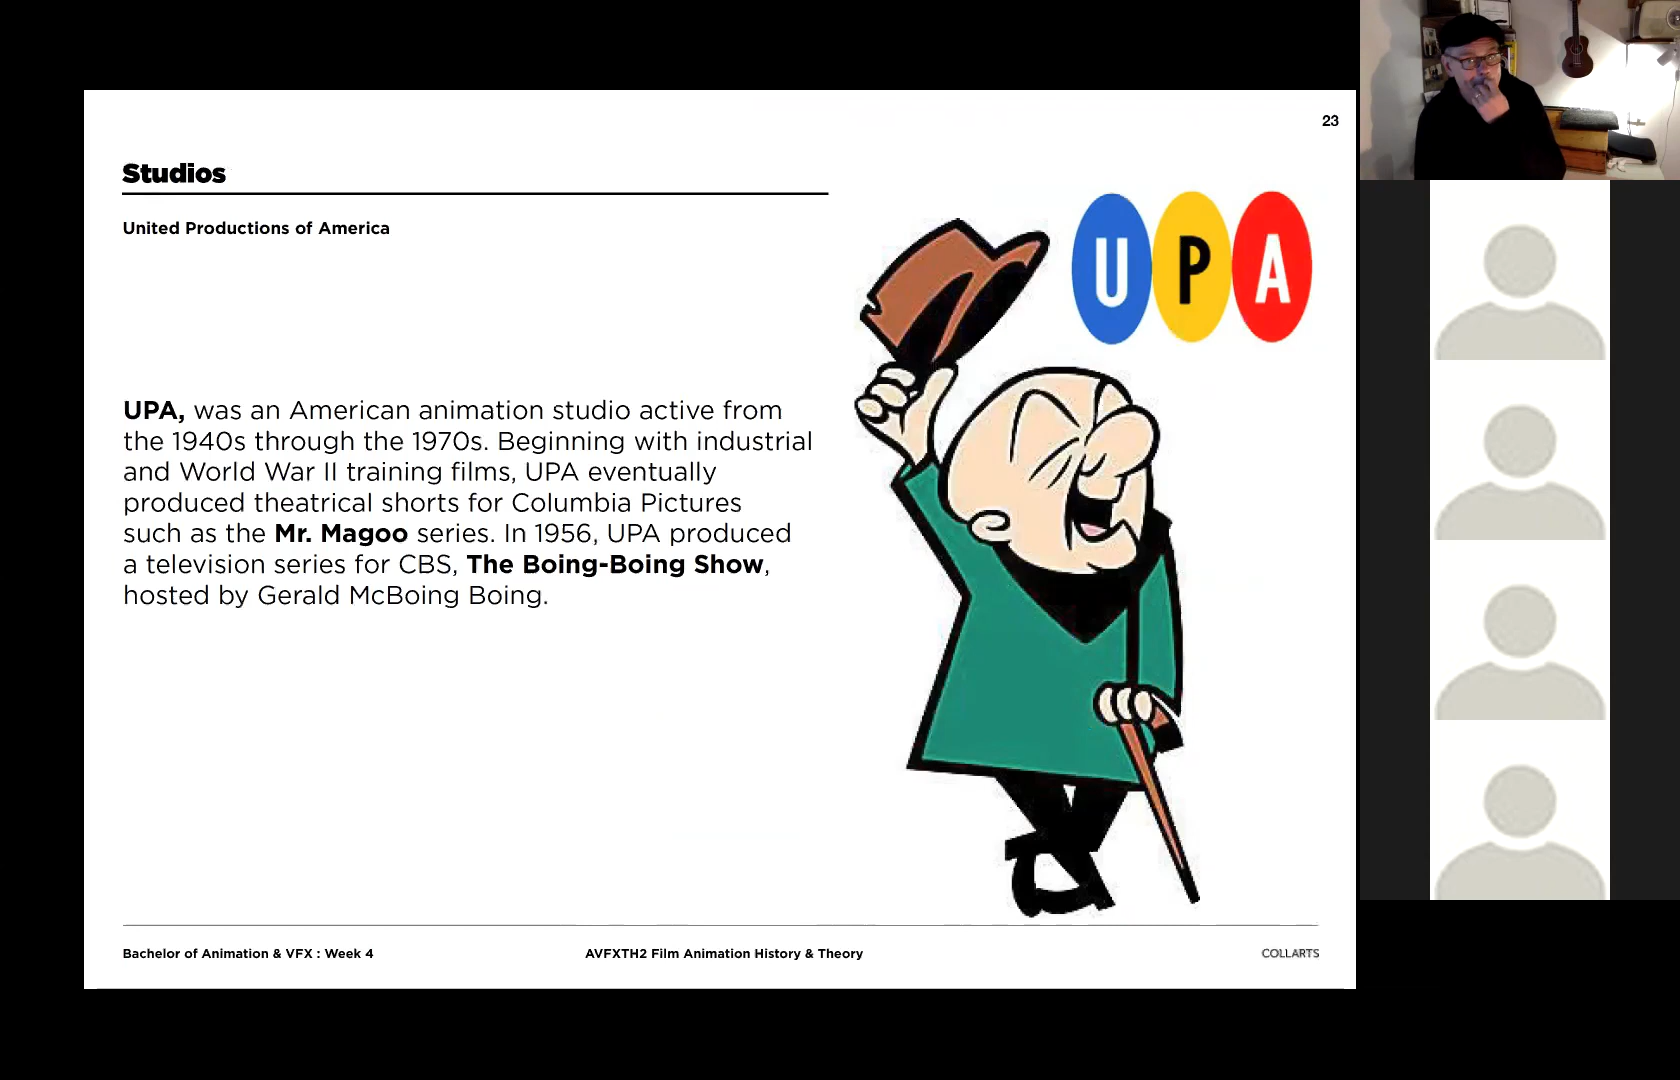 23
Studios
United Productions of America
U P A
UPA, was an American animation studio active from
the 1940s through the 1970s. Beginning with industrial
and World War II training films, UPA eventually
produced theatrical shorts for Columbia Pictures
such as the Mr. Magoo series. In 1956, UPA produced
a television series for CBS, The Boing-Boing Show,
hosted by Gerald McBoing Boing.
Bachelor of Animation & VFX : Week 4
AVFXTH2 Film Animation History & Theory
COLLARTS